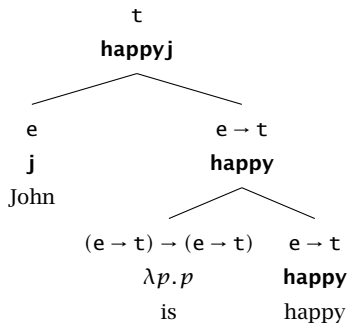 t
happyj
e e → t
j happy
John
(e → t) → (e → t) e → t
λp.p happy
is happy